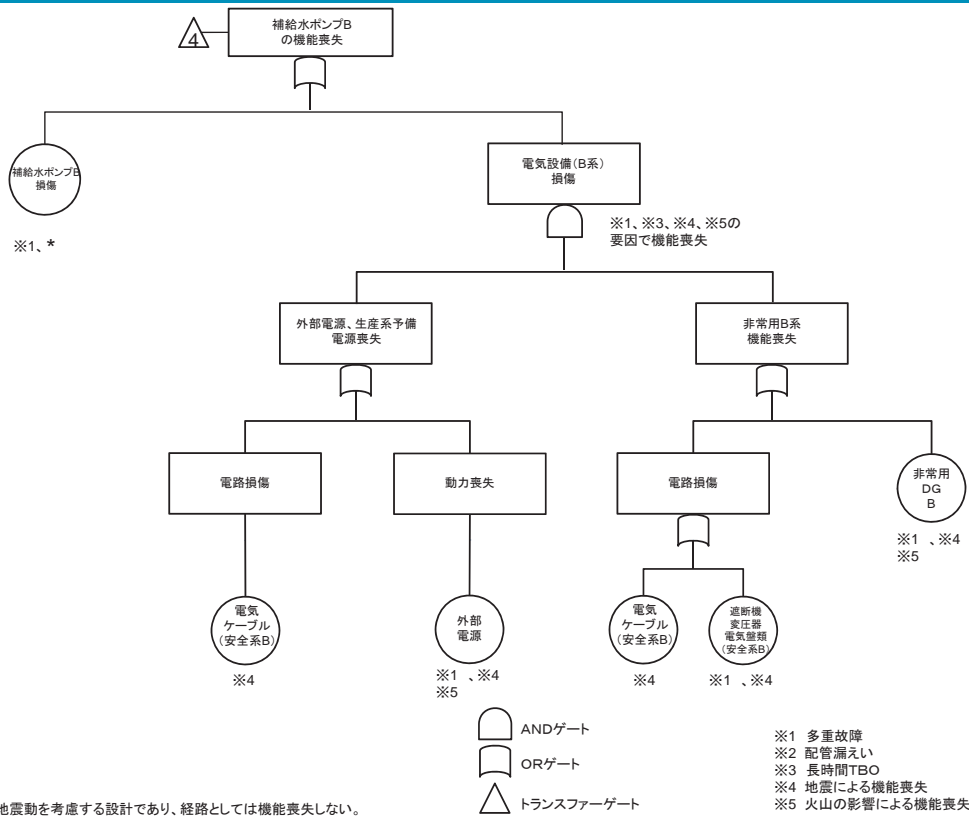 4
補給水ポンプB
の機能喪失
補給水ポンプB
損傷
※1、*
電気設備(B系)
損傷
※1、※3、※4、※5の
要因で機能喪失
外部電源、生産系予備
電源喪失
非常用B系
機能喪失
電路損傷
動力喪失
電路損傷
非常用
DG
B
※1 、※4
※5
電気
ケーブル
(安全系B)
※4
外部
電源
※1 、※4
※5
電気
ケーブル
(安全系B)
※4
遮断機
変圧器
電気盤類
(安全系B)
※1 、※4
ANDゲート
ORゲート
トランスファーゲート
※1 多重故障
※2 配管漏えい
※3 長時間TBO
※4 地震による機能喪失
※5 火山の影響による機能喪失
地震動を考慮する設計であり、経路としては機能喪失しない。